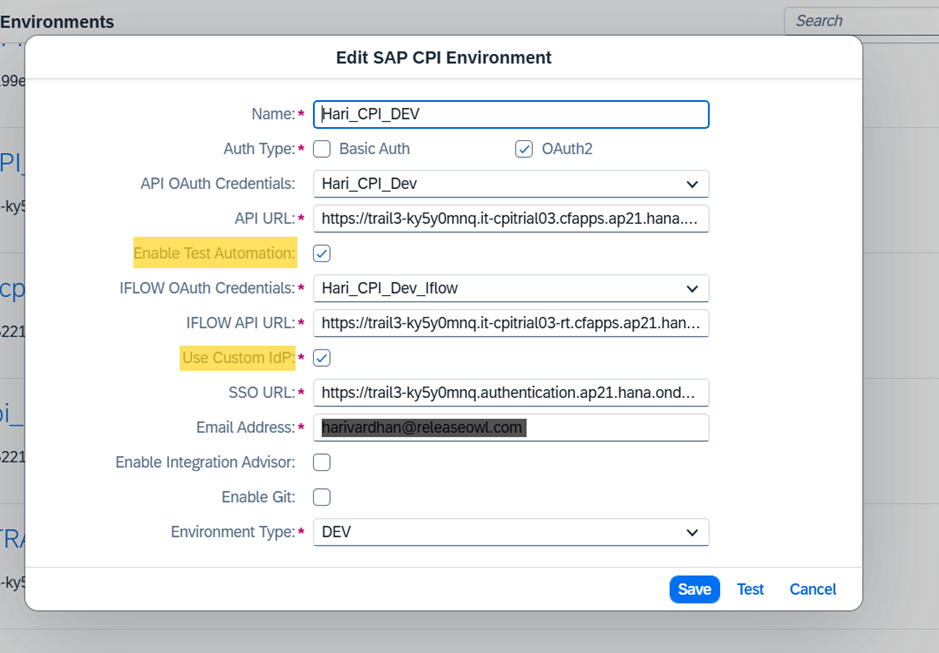 Environments
Search
99e
Edit SAP CPI Environment
Name:* Hari_CPI_DEV
Auth Type:* Basic Auth OAuth2
PI_
API OAuth Credentials: Hari_CPI_Dev
-ky5
API URL:* https://trail3-ky5y0mnq.it-cpitrial03.cfapps.ap21.hana....
Enable Test Automation:
cp
IFLOW OAuth Credentials:* Hari_CPI_Dev_Iflow
5221
IFLOW API URL:* https://trail3-ky5y0mnq.it-cpitrial03-rt.cfapps.ap21.han...
Use Custom IdP:*
SSO URL:* https://trail3-ky5y0mnq.authentication.ap21.hana.ond...
pi_
Email Address:* harivardhan@releaseowl.com
5221
Enable Integration Advisor:
Enable Git:
Environment Type:* DEV
TRA
-ky5
Save Test Cancel